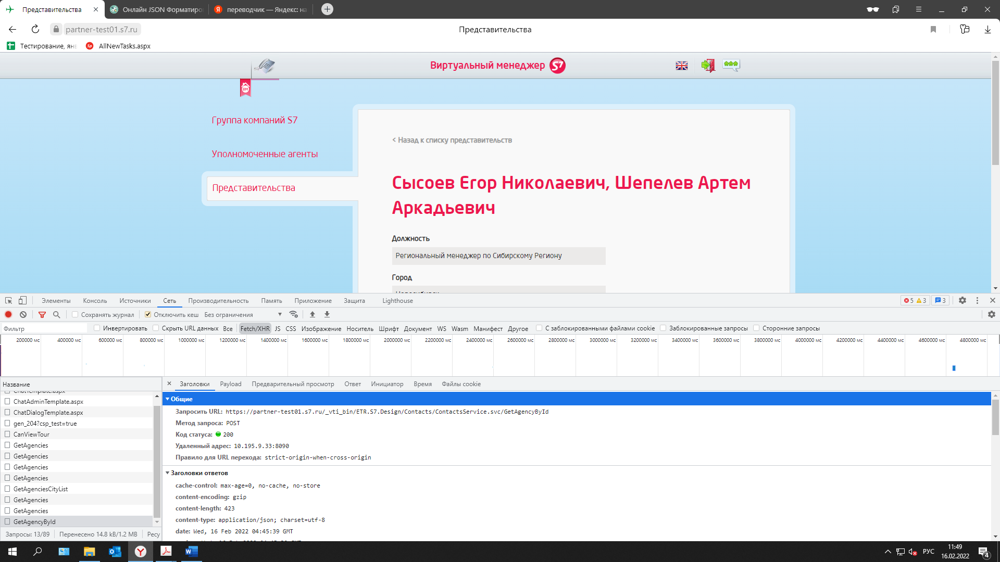 Представительства
Онлайн JSON Форматиро
переводчик — Яндекс: на
partner-test01.s7.ru
Представительства
Тестирование, янв
AllNewTasks.aspx
Виртуальный менеджер S7
BM
Группа компаний S7
Уполномоченные агенты
Представительства
< Назад к списку представительств
Сысоев Егор Николаевич, Шепелев Артем
Аркадьевич
Должность
Региональный менеджер по Сибирскому Региону
Город
Новосибирск
Элементы Консоль Источники Сеть Производительность Память Приложение Защита Lighthouse 5 3 3
Сохранять журнал Отключить кеш Без ограничения
Фильтр Инвертировать Скрыть URL данных Все Fetch/XHR JS CSS Изображение Носитель Шрифт Документ WS Wasm Манифест Другое С заблокированными файлами cookie Заблокированные запросы Сторонние запросы
200000 мс 400000 мс 600000 мс 800000 мс 1000000 мс 1200000 мс 1400000 мс 1600000 мс 1800000 мс 2000000 мс 2200000 мс 2400000 мс 2600000 мс 2800000 мс 3000000 мс 3200000 мс 3400000 мс 3600000 мс 3800000 мс 4000000 мс 4200000 мс 4400000 мс 4600000 мс 4800000 мс
Название
ChatTemplate.aspx
ChatAdminTemplate.aspx
ChatDialogTemplate.aspx
gen_204?csp_test=true
CanViewTour
GetAgencies
GetAgencies
GetAgencies
GetAgencies
GetAgenciesCityList
GetAgencies
GetAgencies
GetAgencyById
Запросы: 13/89 Перенесено 14.8 kB/1.2 MB Ресу
Заголовки Payload Предварительный просмотр Ответ Инициатор Время Файлы cookie
Общие
Запросить URL: https://partner-test01.s7.ru/_vti_bin/ETR.S7.Design/Contacts/ContactsService.svc/GetAgencyById
Метод запроса: POST
Код статуса: 200
Удаленный адрес: 10.195.9.33:8090
Правило для URL перехода: strict-origin-when-cross-origin
Заголовки ответов
cache-control: max-age=0, no-cache, no-store
content-encoding: gzip
content-length: 423
content-type: application/json; charset=utf-8
date: Wed, 16 Feb 2022 04:45:39 GMT
РУС
11:49
16.02.2022
4